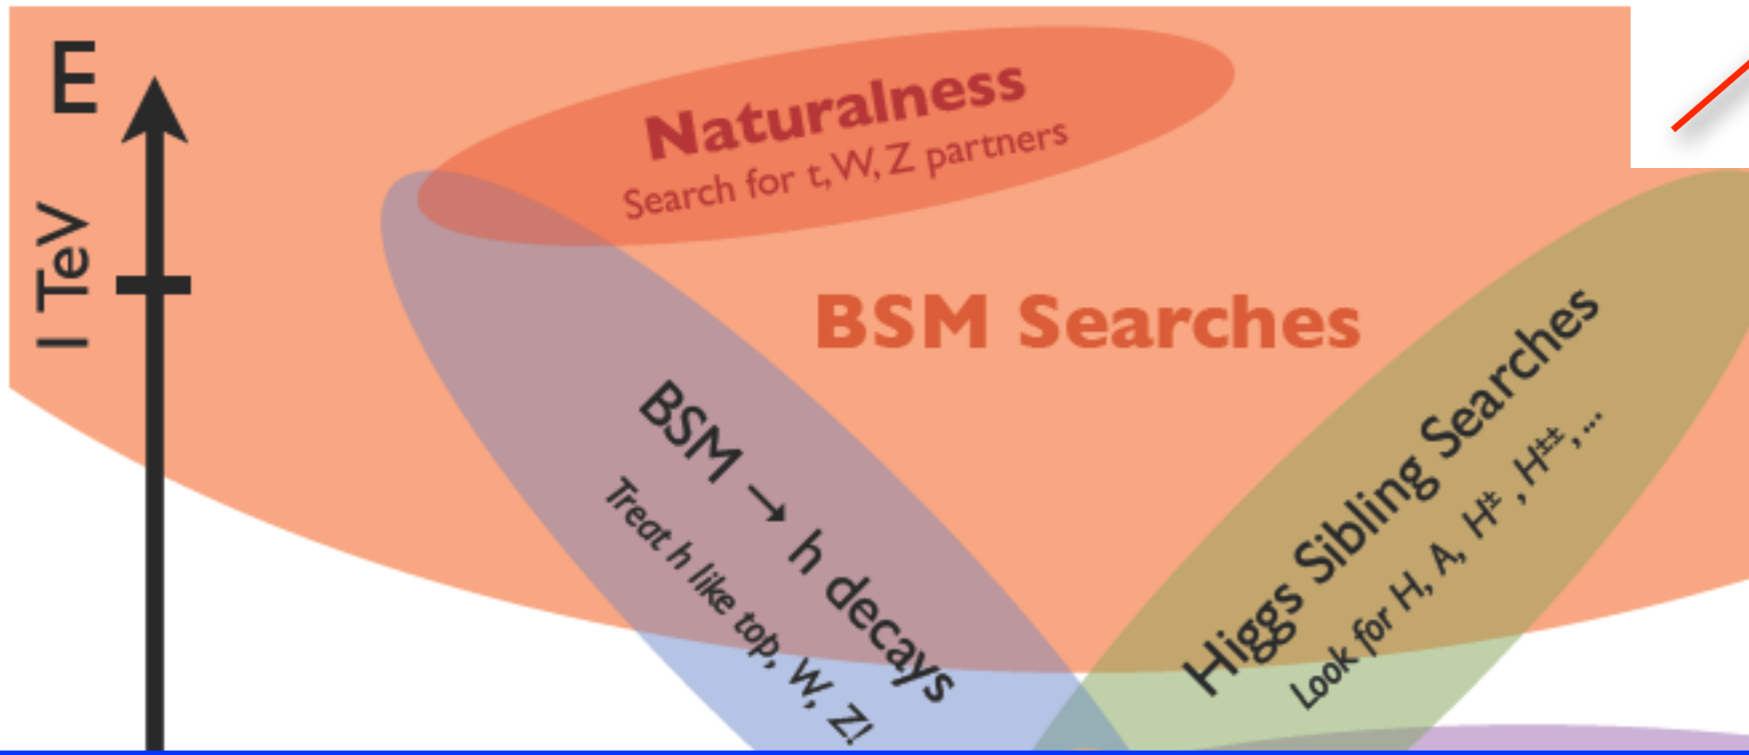 E
1 TeV
Naturalness
Search for t, W, Z partners
BSM Searches
BSM → h decays
Treat h like top, W, Z!
Higgs Sibling Searches
Look for H, A, H±, H±±, ...